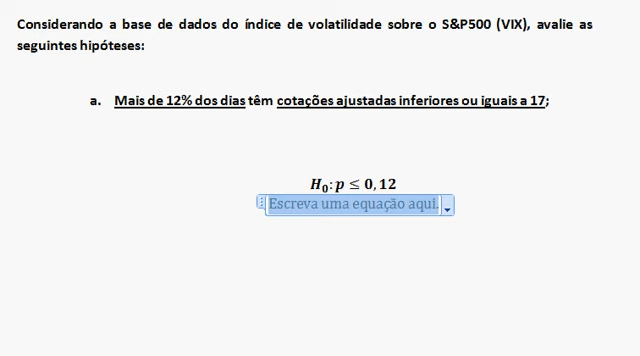 Considerando a base de dados do índice de volatilidade sobre o S&P500 (VIX), avalie as
seguintes hipóteses:
a. Mais de 12% dos dias têm cotações ajustadas inferiores ou iguais a 17;
H₀: p ≤ 0,12
Escreva uma equação aqui.